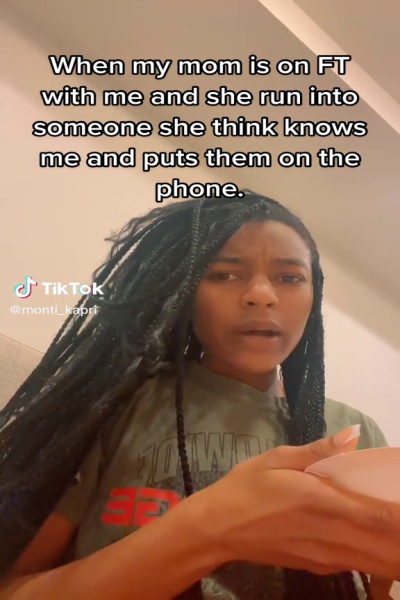 When my mom is on FT
with me and she run into
someone she think knows
me and puts them on the
phone.
TikTok
@monti_kapri